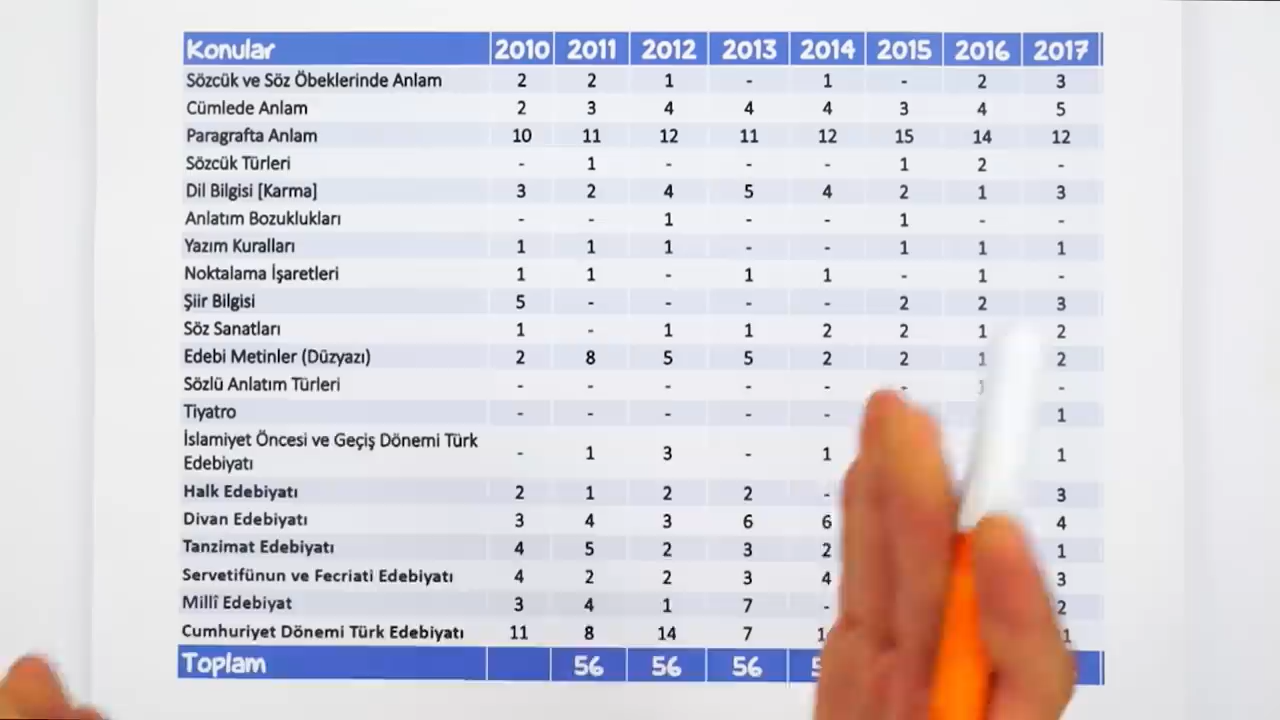 Konular 2010 2011 2012 2013 2014 2015 2016 2017
Sözcük ve Söz Öbeklerinde Anlam 2 2 1 - 1 - 2 3
Cümlede Anlam 2 3 4 4 4 3 4 5
Paragrafta Anlam 10 11 12 11 12 15 14 12
Sözcük Türleri - 1 - - - 1 2 -
Dil Bilgisi [Karma] 3 2 4 5 4 2 1 3
Anlatım Bozuklukları - - 1 - - 1 - -
Yazım Kuralları 1 1 1 - - 1 1 1
Noktalama İşaretleri 1 1 - 1 1 - 1 -
Şiir Bilgisi 5 - - - - 2 2 3
Söz Sanatları 1 - 1 1 2 2 1 2
Edebi Metinler (Düzyazı) 2 8 5 5 2 2 1 2
Sözlü Anlatım Türleri - - - - - - 1 -
Tiyatro - - - - - 1
İslamiyet Öncesi ve Geçiş Dönemi Türk
Edebiyatı - 1 3 - 1 1
Halk Edebiyatı 2 1 2 2 - 3
Divan Edebiyatı 3 4 3 6 6 4
Tanzimat Edebiyatı 4 5 2 3 2 1
Servetifünun ve Fecriati Edebiyatı 4 2 2 3 4 3
Millî Edebiyat 3 4 1 7 - 2
Cumhuriyet Dönemi Türk Edebiyatı 11 8 14 7
Toplam 56 56 56